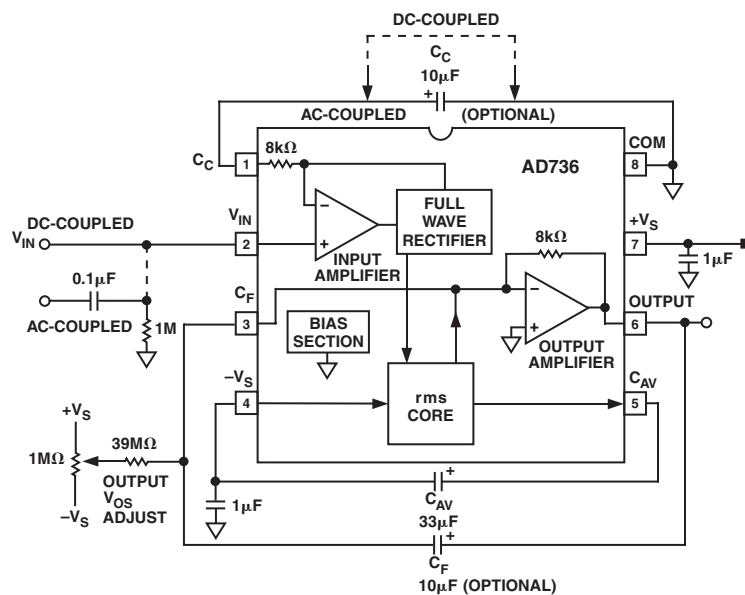 DC-COUPLED
C_C
10µF
+
AC-COUPLED
(OPTIONAL)
C_C
1
8kΩ
AD736
COM
8
DC-COUPLED
V_IN
V_IN
2
−
+
INPUT
AMPLIFIER
FULL
WAVE
RECTIFIER
+V_S
7
1µF
0.1µF
AC-COUPLED
1M
C_F
3
BIAS
SECTION
8kΩ
−
+
OUTPUT
AMPLIFIER
OUTPUT
6
−V_S
4
rms
CORE
C_AV
5
+V_S
1MΩ
−V_S
39MΩ
OUTPUT
V_OS
ADJUST
1µF
+
C_AV
33µF
+
C_F
10µF (OPTIONAL)